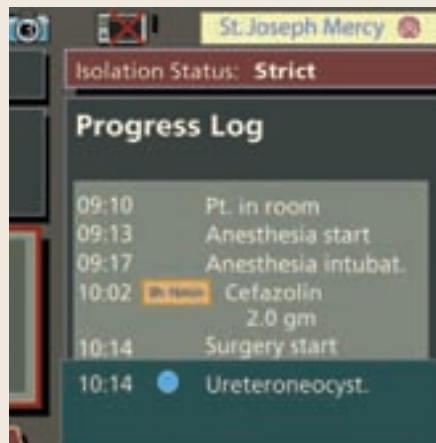 St. Joseph Mercy
Isolation Status: Strict
Progress Log
09:10 Pt. in room
09:13 Anesthesia start
09:17 Anesthesia intubat.
10:02 Cefazolin
2.0 gm
10:14 Surgery start
10:14 Ureteroneocyst.